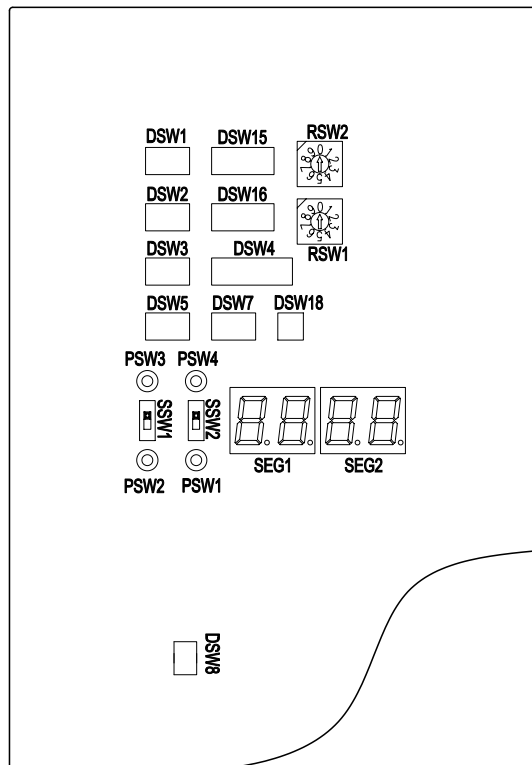 DSW1 DSW15 RSW2
DSW2 DSW16
DSW3 DSW4 RSW1
DSW5 DSW7 DSW18
PSW3 PSW4
SSW1 SSW2
PSW2 PSW1 SEG1 SEG2
DSW8